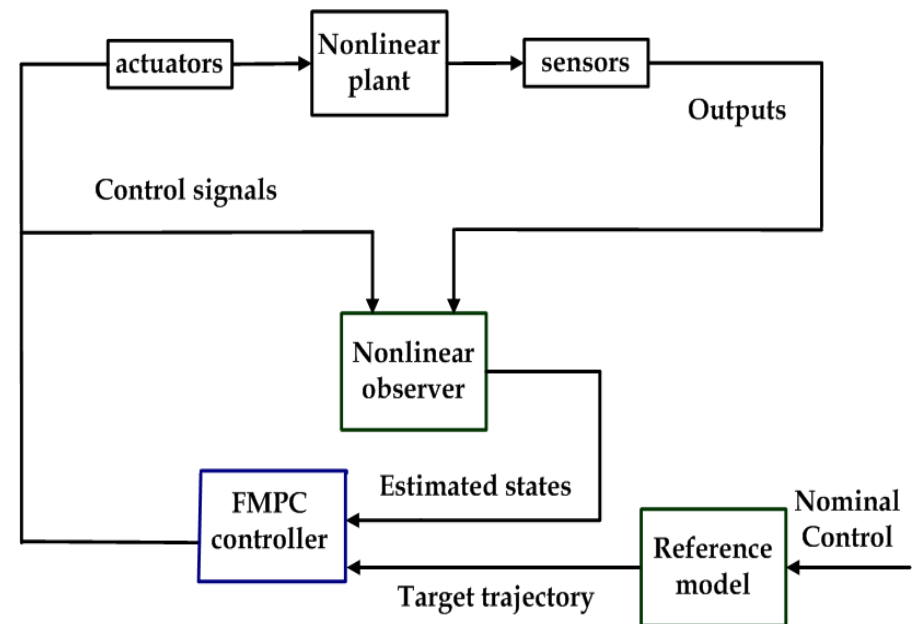 actuators
Nonlinear
plant
sensors
Outputs
Control signals
Nonlinear
observer
Estimated states
FMPC
controller
Nominal
Control
Reference
model
Target trajectory